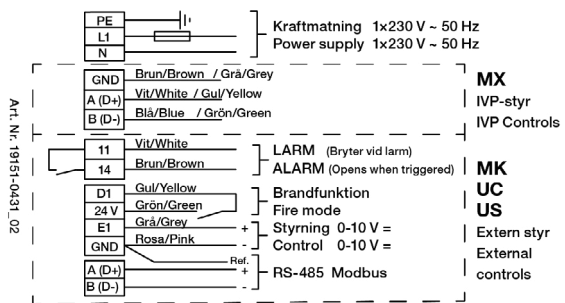 PE
L1
N
Kraftmatning 1×230 V ~ 50 Hz
Power supply 1×230 V ~ 50 Hz
GND Brun/Brown / Grå/Grey
A (D+) Vit/White / Gul/Yellow
B (D-) Blå/Blue / Grön/Green
MX
IVP-styr
IVP Controls
11 Vit/White
14 Brun/Brown
LARM (Bryter vid larm)
ALARM (Opens when triggered)
D1 Gul/Yellow
24 V Grön/Green
Brandfunktion
Fire mode
E1 Grå/Grey +
GND Rosa/Pink -
Styrning 0-10 V =
Control 0-10 V =
Ref.
A (D+) +
B (D-) -
RS-485 Modbus
MK
UC
US
Extern styr
External
controls
Art. Nr. 19151-0431_02